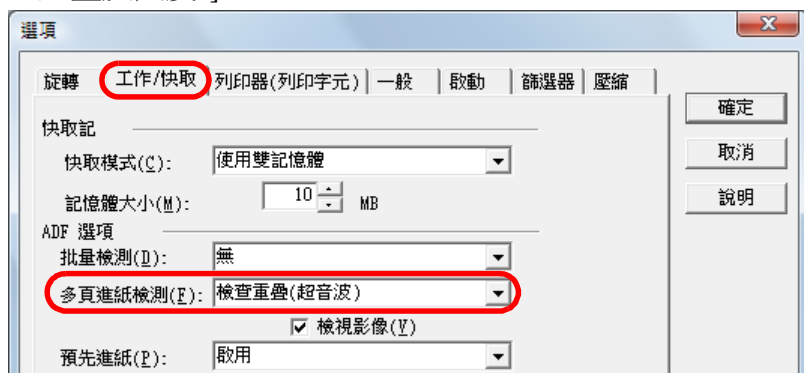 選項
旋轉 工作/快取 列印器(列印字元) 一般 啟動 篩選器 壓縮
確定
快取記
快取模式(C): 使用雙記憶體
取消
記憶體大小(M): 10 MB
說明
ADF 選項
批量檢測(D): 無
多頁進紙檢測(F): 檢查重疊(超音波)
檢視影像(V)
預先進紙(P): 啟用